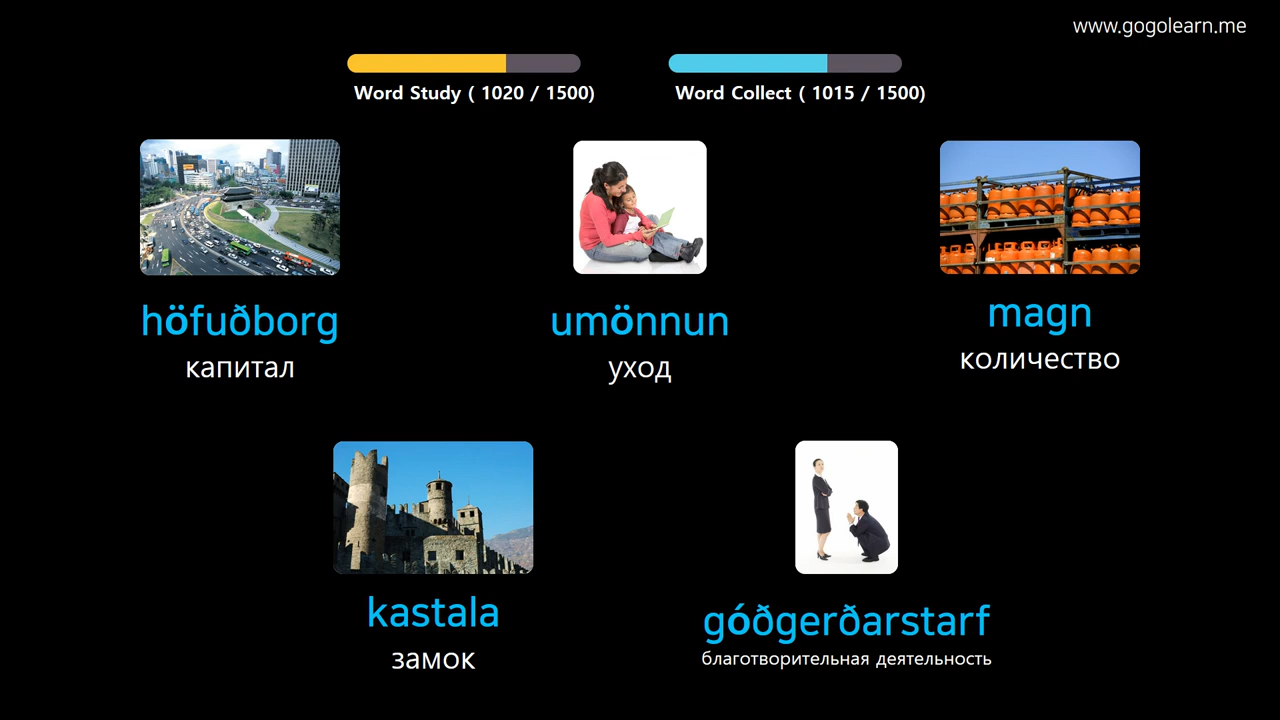 www.gogolearn.me
Word Study ( 1020 / 1500)
Word Collect ( 1015 / 1500)
höfuðborg
капитал
umönnun
уход
magn
количество
kastala
замок
góðgerðarstarf
благотворительная деятельность